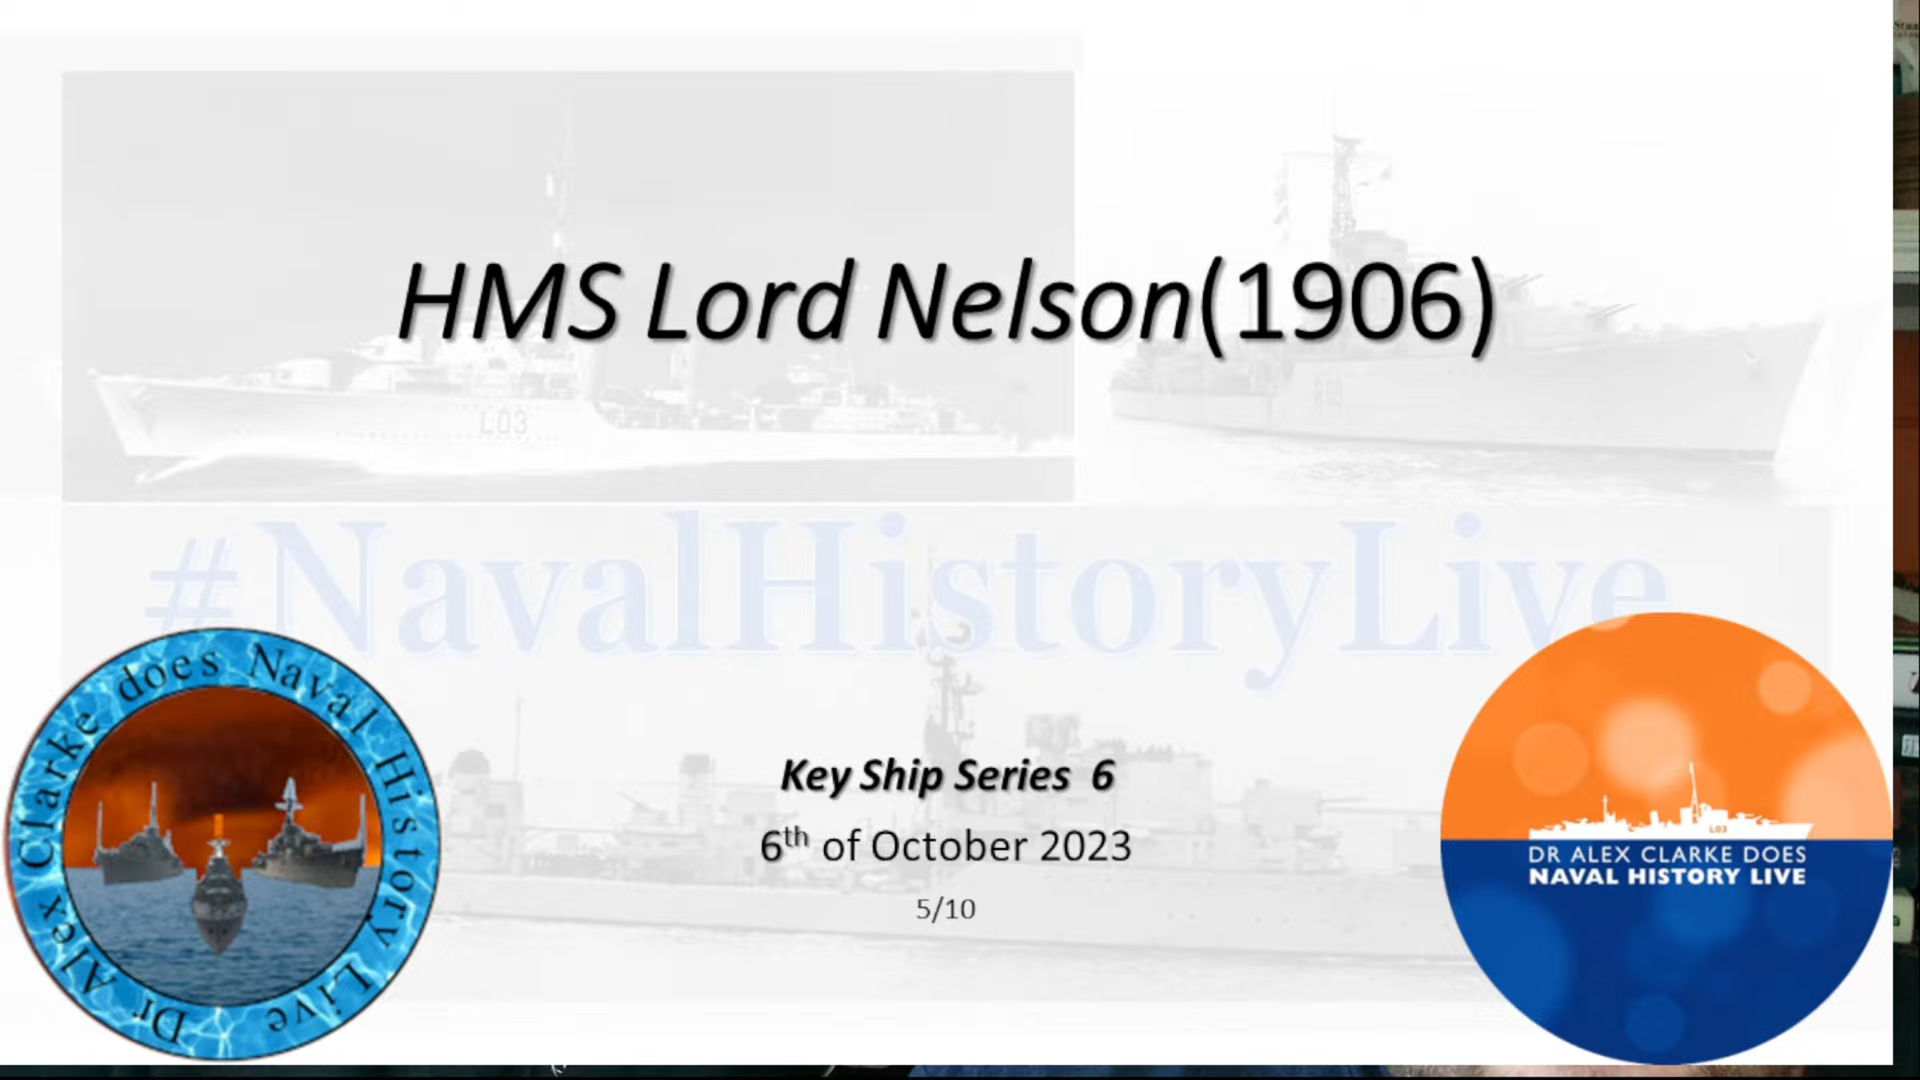 HMS Lord Nelson(1906)
L03
#NavalHistoryLive
Key Ship Series 6
6th of October 2023
5/10
Dr Alex Clarke does Naval History Live
L03
DR ALEX CLARKE DOES
NAVAL HISTORY LIVE